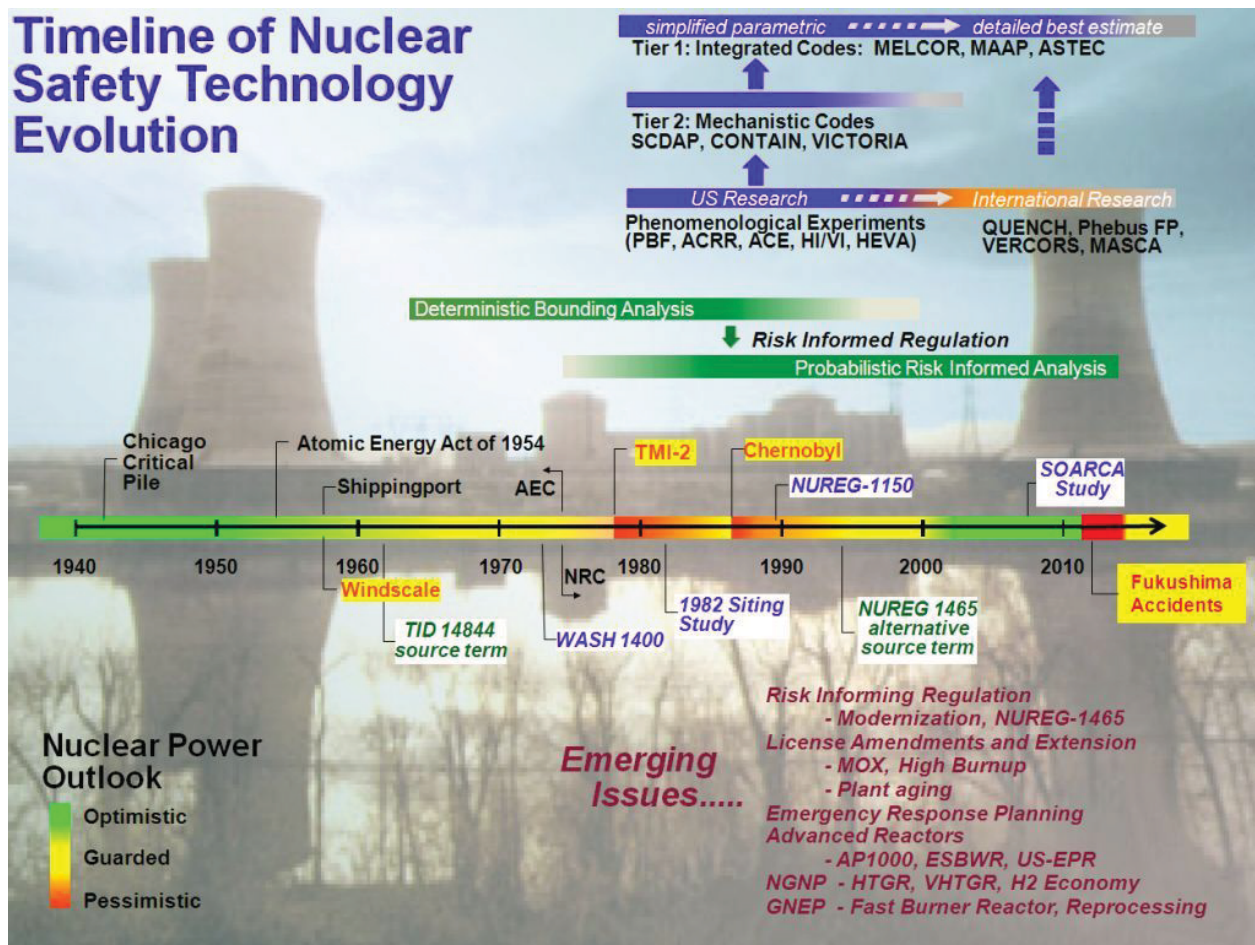 Timeline of Nuclear
Safety Technology
Evolution
simplified parametric
detailed best estimate
Tier 1: Integrated Codes: MELCOR, MAAP, ASTEC
Tier 2: Mechanistic Codes
SCDAP, CONTAIN, VICTORIA
US Research
International Research
Phenomenological Experiments
(PBF, ACRR, ACE, HI/VI, HEVA)
QUENCH, Phebus FP,
VERCORS, MASCA
Deterministic Bounding Analysis
Risk Informed Regulation
Probabilistic Risk Informed Analysis
Chicago
Critical
Pile
Atomic Energy Act of 1954
Shippingport
AEC
TMI-2
Chernobyl
NUREG-1150
SOARCA
Study
1940
1950
1960
1970
1980
1990
2000
2010
Windscale
NRC
TID 14844
source term
WASH 1400
1982 Siting
Study
NUREG 1465
alternative
source term
Fukushima
Accidents
Nuclear Power
Outlook
Optimistic
Guarded
Pessimistic
Emerging
Issues.....
Risk Informing Regulation
- Modernization, NUREG-1465
License Amendments and Extension
- MOX, High Burnup
- Plant aging
Emergency Response Planning
Advanced Reactors
- AP1000, ESBWR, US-EPR
NGNP - HTGR, VHTGR, H2 Economy
GNEP - Fast Burner Reactor, Reprocessing